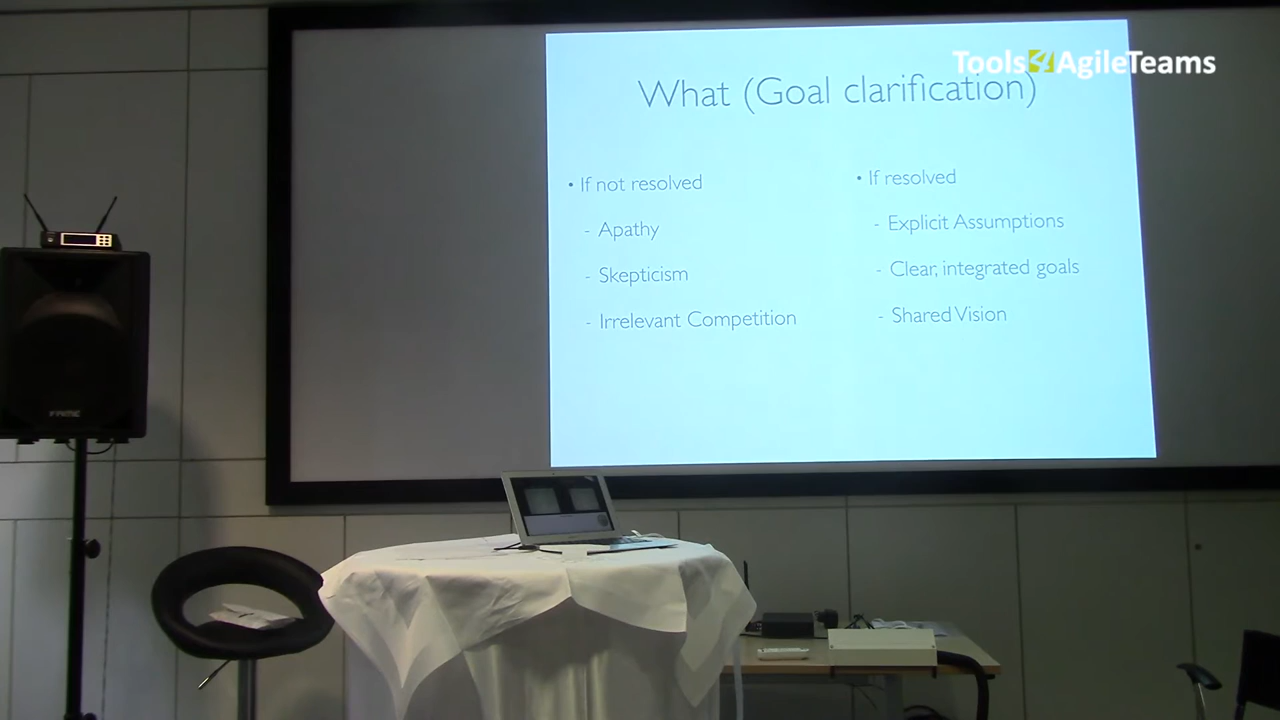 Tools4AgileTeams
What (Goal clarification)
• If not resolved
- Apathy
- Skepticism
- Irrelevant Competition
• If resolved
- Explicit Assumptions
- Clear, integrated goals
- Shared Vision